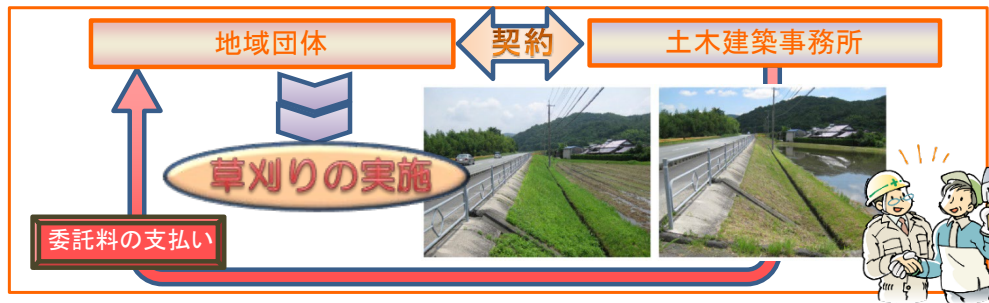 地域団体
契約
土木建築事務所
草刈りの実施
委託料の支払い